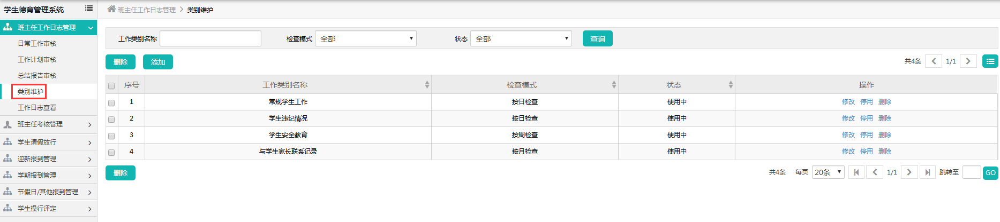 学生德育管理系统
班主任工作日志管理 > 类别维护
班主任工作日志管理
日常工作审核
工作计划审核
总结报告审核
类别维护
工作日志查看
班主任考核管理
学生请假放行
迎新报到管理
学期报到管理
节假日/其他报到管理
学生操行评定
工作类别名称 检查模式 全部 状态 全部 查询
删除 添加 共4条 1/1
序号 工作类别名称 检查模式 状态 操作
1 常规学生工作 按日检查 使用中 修改 停用 删除
2 学生违纪情况 按日检查 使用中 修改 停用 删除
3 学生安全教育 按周检查 使用中 修改 停用 删除
4 与学生家长联系记录 按月检查 使用中 修改 停用 删除
删除 共4条 每页 20条 1/1 跳转至 GO